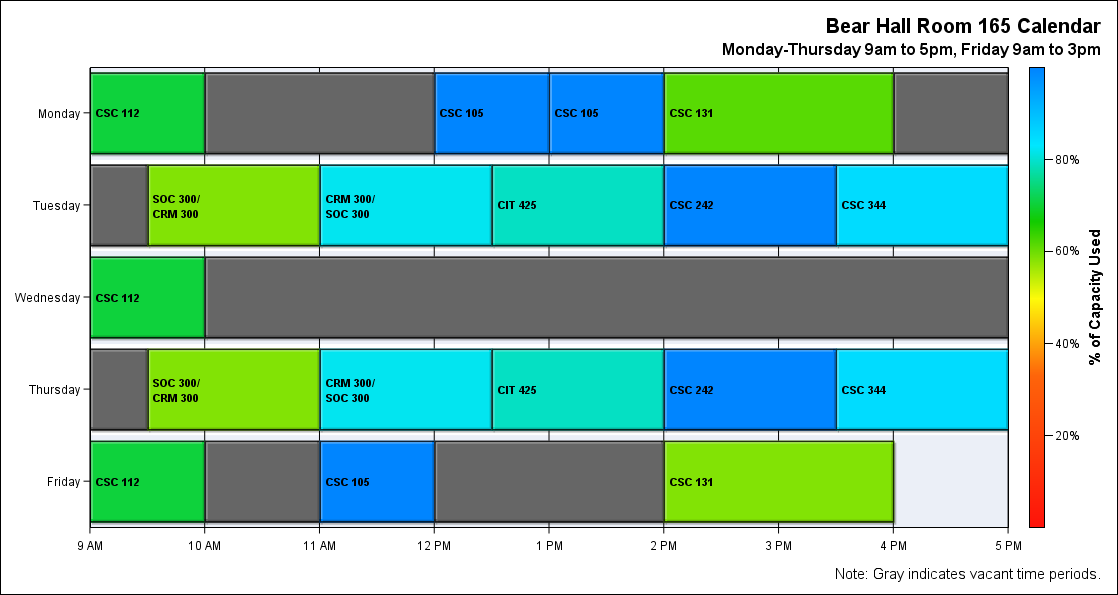 Bear Hall Room 165 Calendar
Monday-Thursday 9am to 5pm, Friday 9am to 3pm
Monday
CSC 112
CSC 105
CSC 105
CSC 131
Tuesday
SOC 300/
CRM 300
CRM 300/
SOC 300
CIT 425
CSC 242
CSC 344
Wednesday
CSC 112
Thursday
SOC 300/
CRM 300
CRM 300/
SOC 300
CIT 425
CSC 242
CSC 344
Friday
CSC 112
CSC 105
CSC 131
9 AM
10 AM
11 AM
12 PM
1 PM
2 PM
3 PM
4 PM
5 PM
80%
60%
40%
20%
% of Capacity Used
Note: Gray indicates vacant time periods.